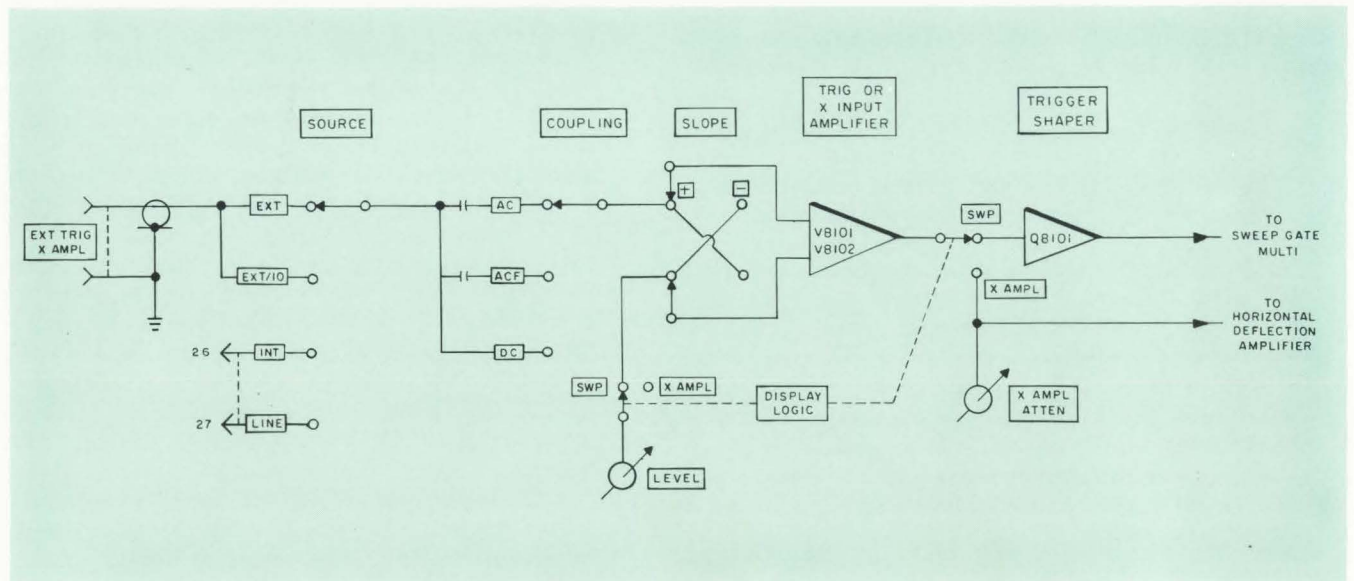 TRIG OR
X INPUT
AMPLIFIER
TRIGGER
SHAPER
SOURCE
COUPLING
SLOPE
+
−
EXT
AC
SWP
EXT TRIG
X AMPL
V8101
V8102
Q8101
TO
SWEEP GATE
MULTI
EXT/10
ACF
X AMPL
TO
HORIZONTAL
DEFLECTION
AMPLIFIER
26
INT
DC
SWP
X AMPL
DISPLAY
LOGIC
X AMPL
ATTEN
27
LINE
LEVEL